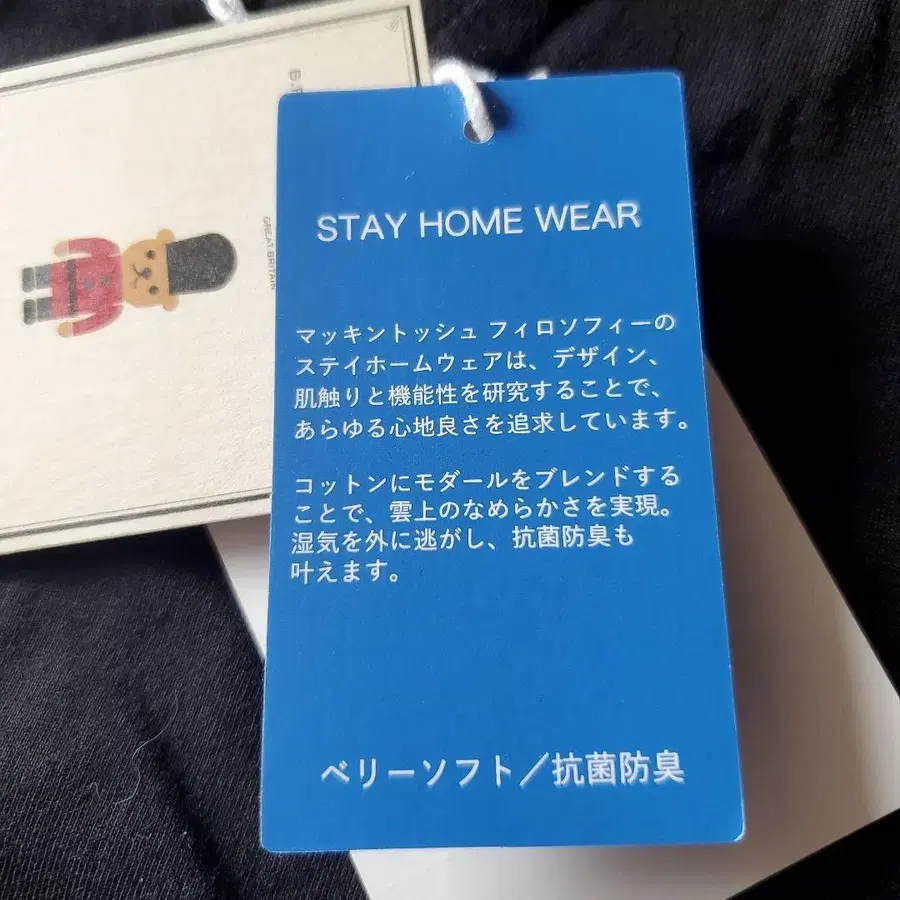 GREAT BRITAIN
STAY HOME WEAR
マッキントッシュ フィロソフィーの
ステイホームウェアは、デザイン、
肌触りと機能性を研究することで、
あらゆる心地良さを追求しています。
コットンにモダールをブレンドする
ことで、雲上のなめらかさを実現。
湿気を外に逃がし、抗菌防臭も
叶えます。
ベリーソフト／抗菌防臭